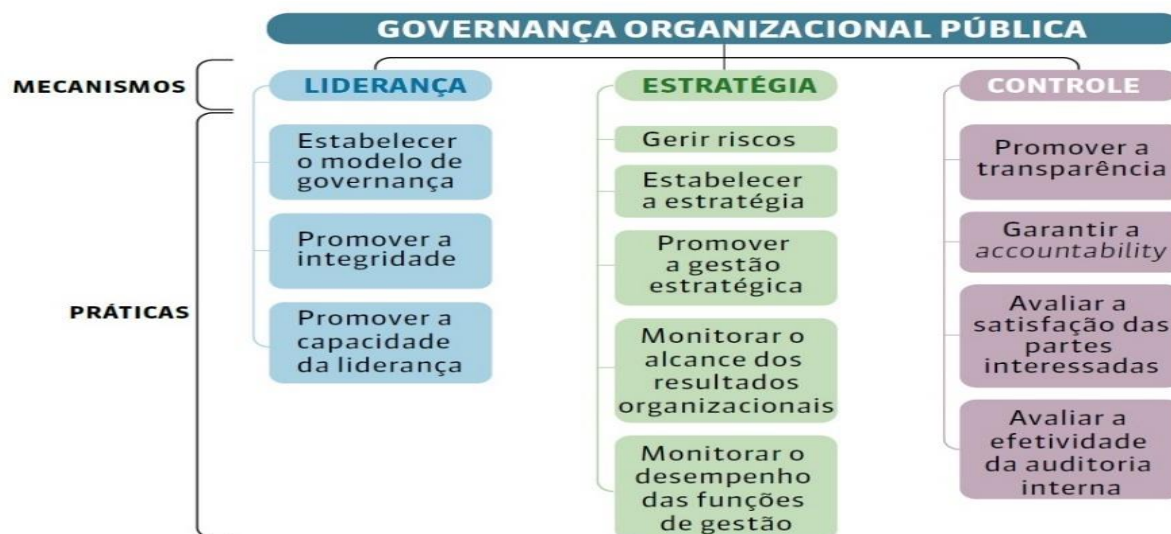 GOVERNANÇA ORGANIZACIONAL PÚBLICA
MECANISMOS
LIDERANÇA
ESTRATÉGIA
CONTROLE
PRÁTICAS
Estabelecer
o modelo de
governança
Promover a
integridade
Promover a
capacidade
da liderança
Gerir riscos
Estabelecer
a estratégia
Promover
a gestão
estratégica
Monitorar o
alcance dos
resultados
organizacionais
Monitorar o
desempenho
das funções
de gestão
Promover a
transparência
Garantir a
accountability
Avaliar a
satisfação das
partes
interessadas
Avaliar a
efetividade
da auditoria
interna